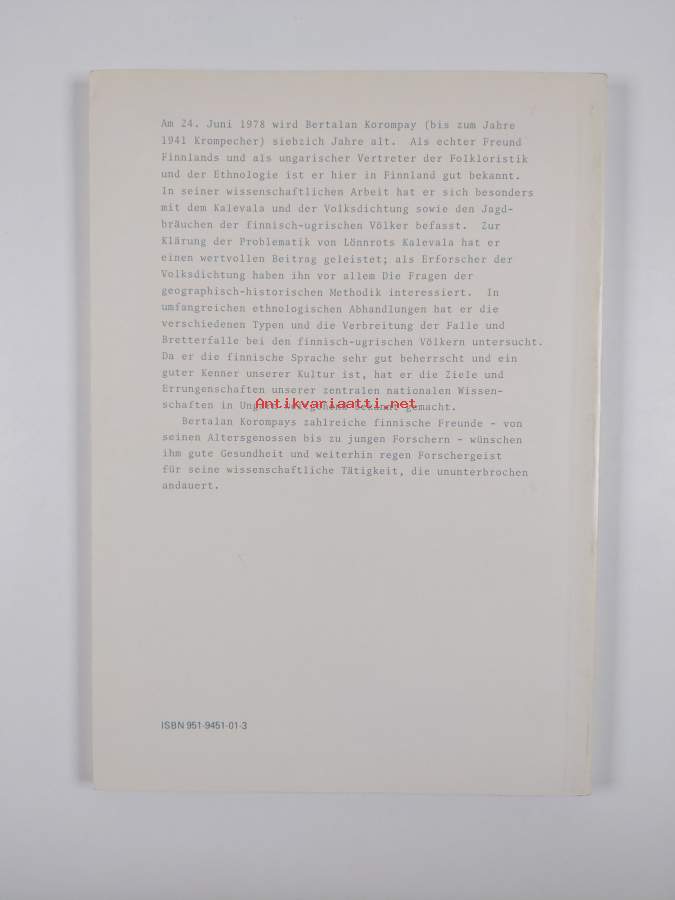 Am 24. Juni 1978 wird Bertalan Korompay (bis zum Jahre
1941 Krompecher) siebzich Jahre alt. Als echter Freund
Finnlands und als ungarischer Vertreter der Folkloristik
und der Ethnologie ist er hier in Finnland gut bekannt.
In seiner wissenschaftlichen Arbeit hat er sich besonders
mit dem Kalevala und der Volksdichtung sowie den Jagd-
bräuchen der finnisch-ugrischen Völker befasst. Zur
Klärung der Problematik von Lönnrots Kalevala hat er
einen wertvollen Beitrag geleistet; als Erforscher der
Volksdichtung haben ihn vor allem Die Fragen der
geographisch-historischen Methodik interessiert. In
umfangreichen ethnologischen Abhandlungen hat er die
verschiedenen Typen und die Verbreitung der Falle und
Bretterfalle bei den finnisch-ugrischen Völkern untersucht.
Da er die finnische Sprache sehr gut beherrscht und ein
guter Kenner unserer Kultur ist, hat er die Ziele und
Errungenschaften unserer zentralen nationalen Wissen-
Antikvariaatti.net
schaften in Ungarn weitgehend bekannt gemacht.
Bertalan Korompays zahlreiche finnische Freunde - von
seinen Altersgenossen bis zu jungen Forschern - wünschen
ihm gute Gesundheit und weiterhin regen Forschergeist
für seine wissenschaftliche Tätigkeit, die ununterbrochen
andauert.
ISBN 951-9451-01-3